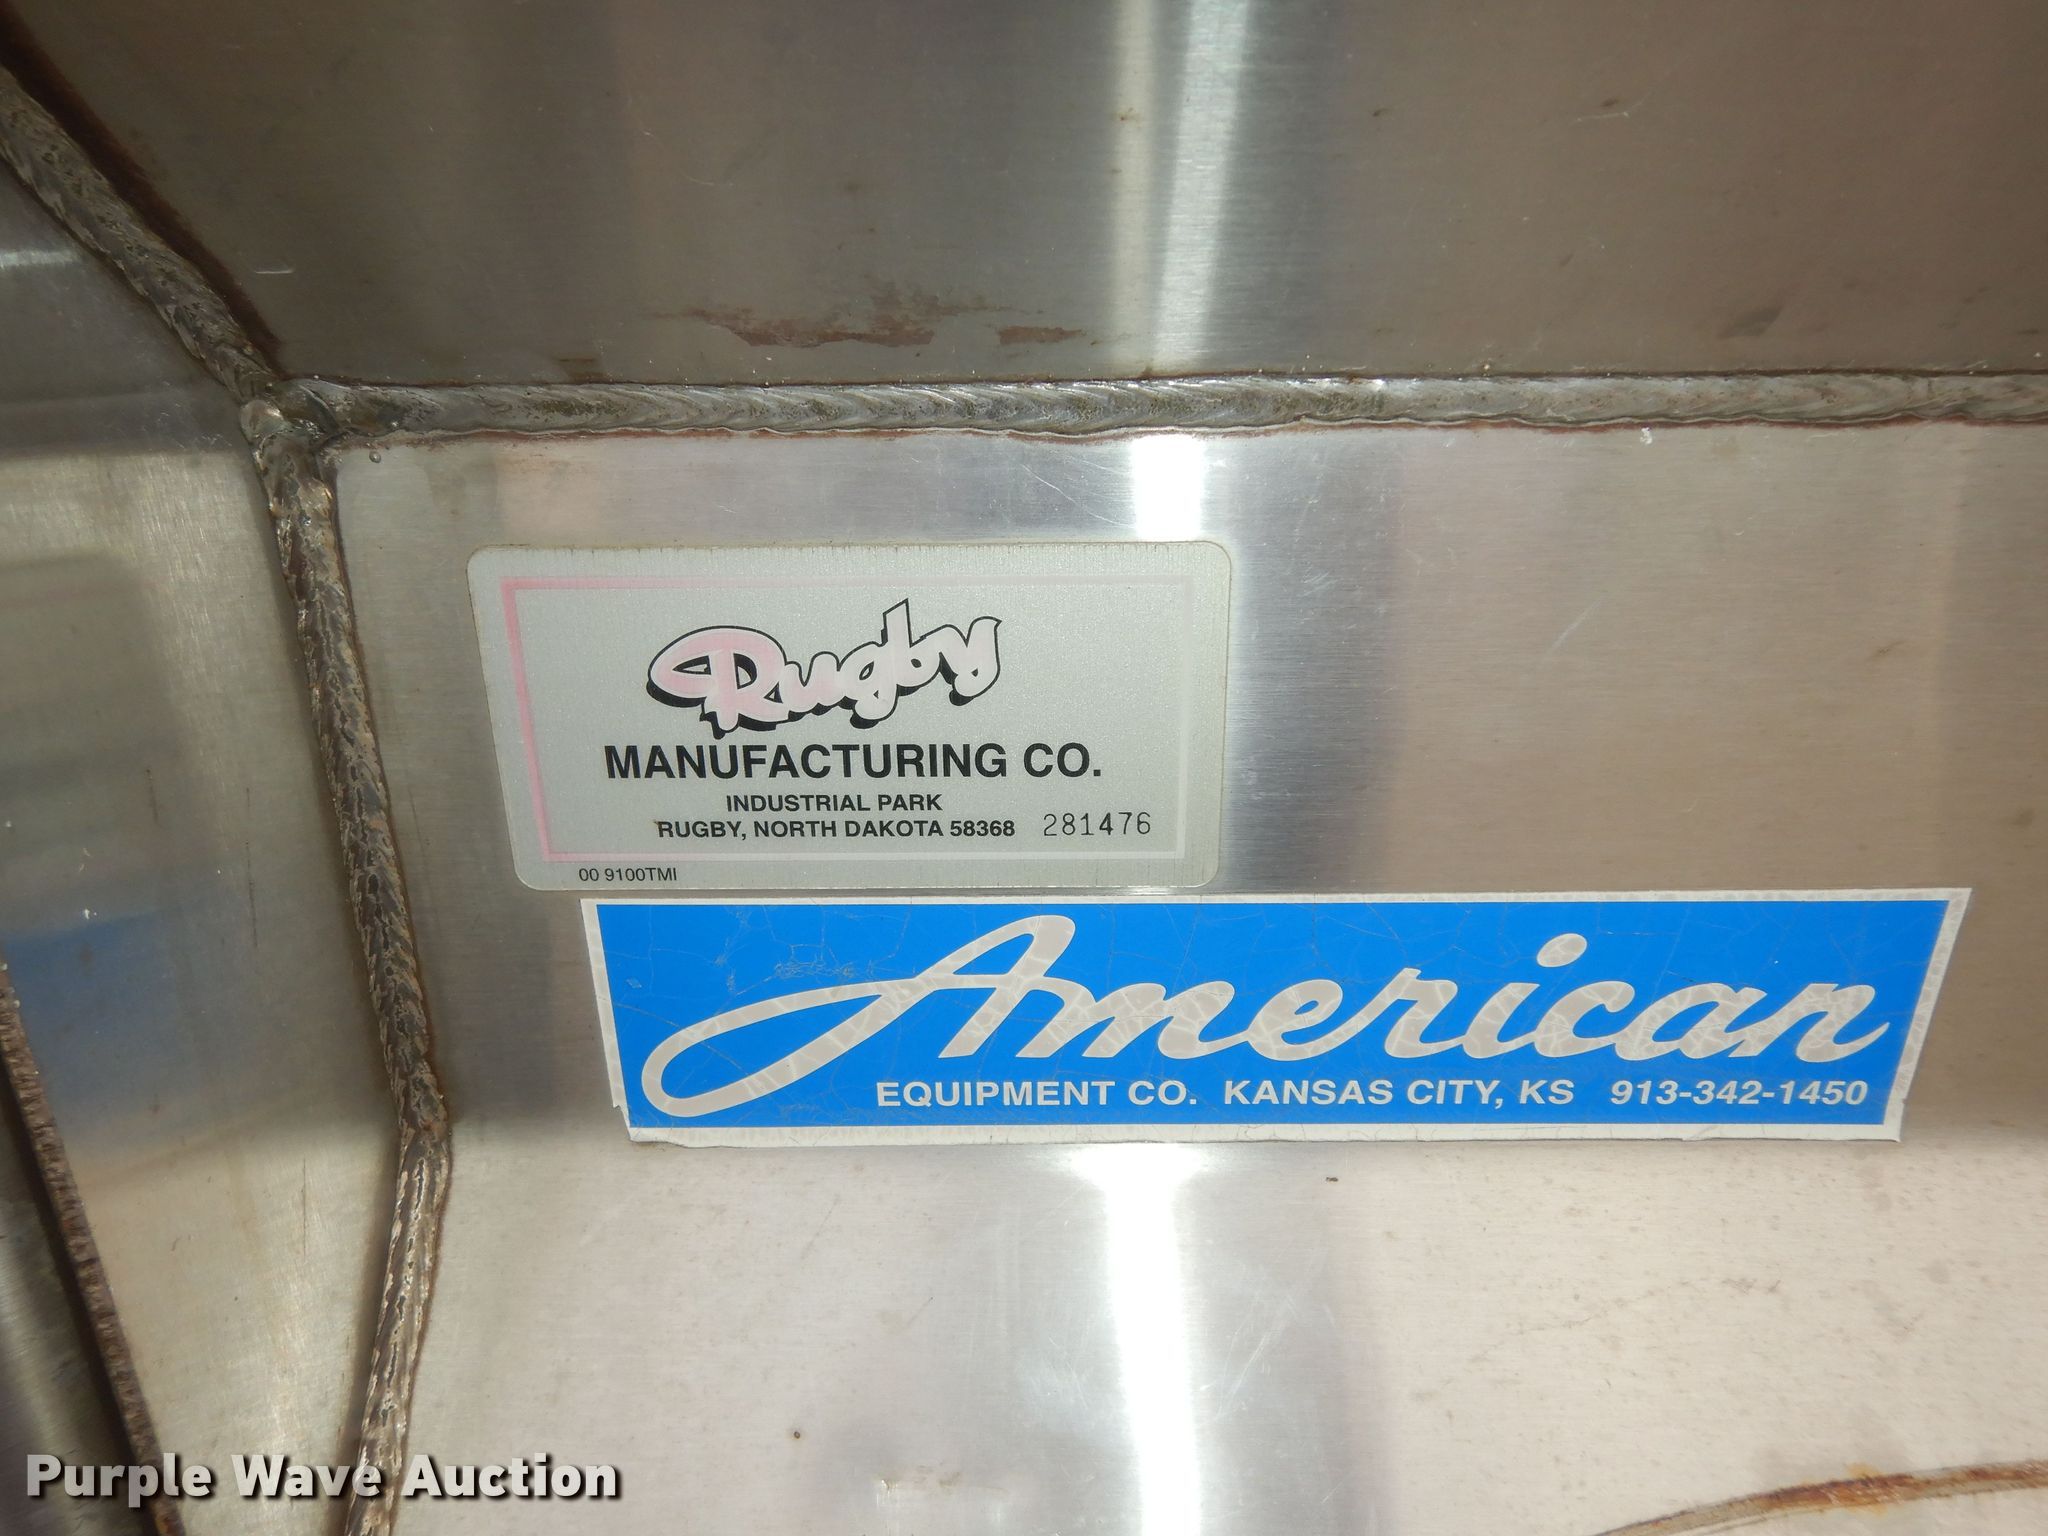 Rugby
MANUFACTURING CO.
INDUSTRIAL PARK
RUGBY, NORTH DAKOTA 58368 281476
00 9100TMI
American
EQUIPMENT CO. KANSAS CITY, KS 913-342-1450
Purple Wave Auction